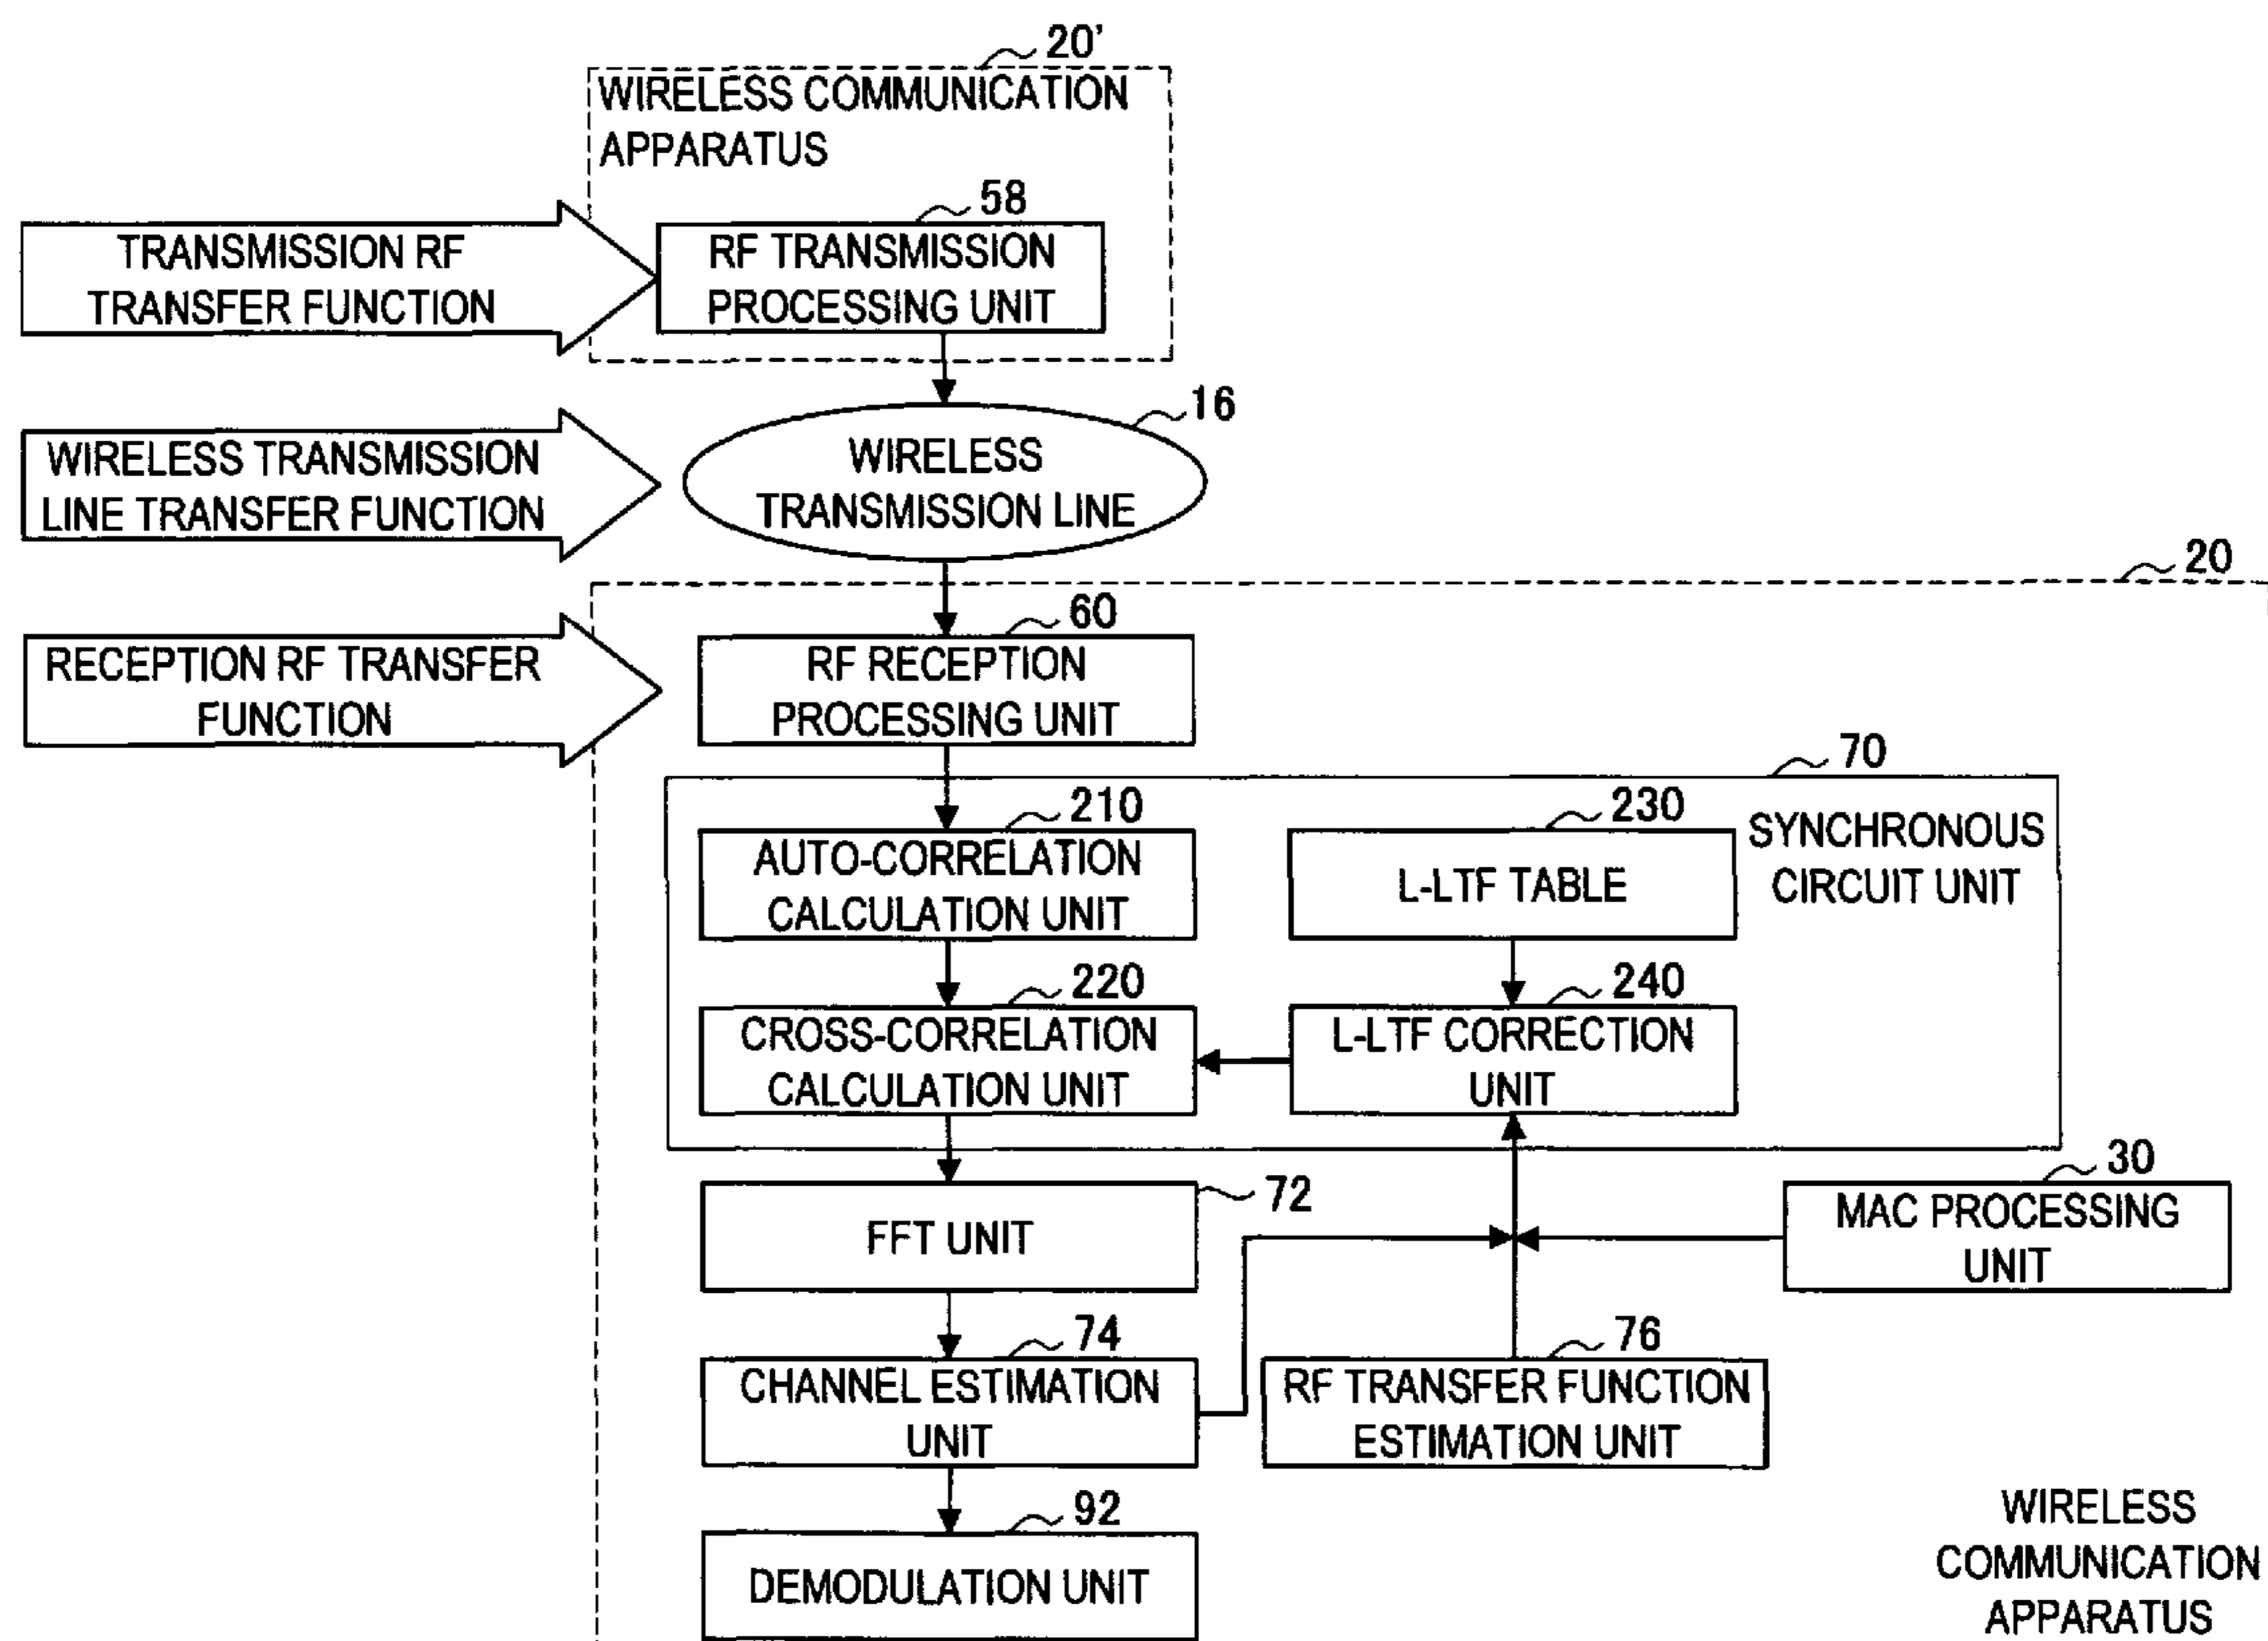 20'
WIRELESS COMMUNICATION
APPARATUS
58
TRANSMISSION RF
TRANSFER FUNCTION
RF TRANSMISSION
PROCESSING UNIT
16
WIRELESS TRANSMISSION
LINE TRANSFER FUNCTION
WIRELESS
TRANSMISSION LINE
20
60
RECEPTION RF TRANSFER
FUNCTION
RF RECEPTION
PROCESSING UNIT
70
210
230
SYNCHRONOUS
CIRCUIT UNIT
AUTO-CORRELATION
CALCULATION UNIT
L-LTF TABLE
220
240
CROSS-CORRELATION
CALCULATION UNIT
L-LTF CORRECTION
UNIT
30
72
FFT UNIT
MAC PROCESSING
UNIT
74
76
CHANNEL ESTIMATION
UNIT
RF TRANSFER FUNCTION
ESTIMATION UNIT
92
DEMODULATION UNIT
WIRELESS
COMMUNICATION
APPARATUS